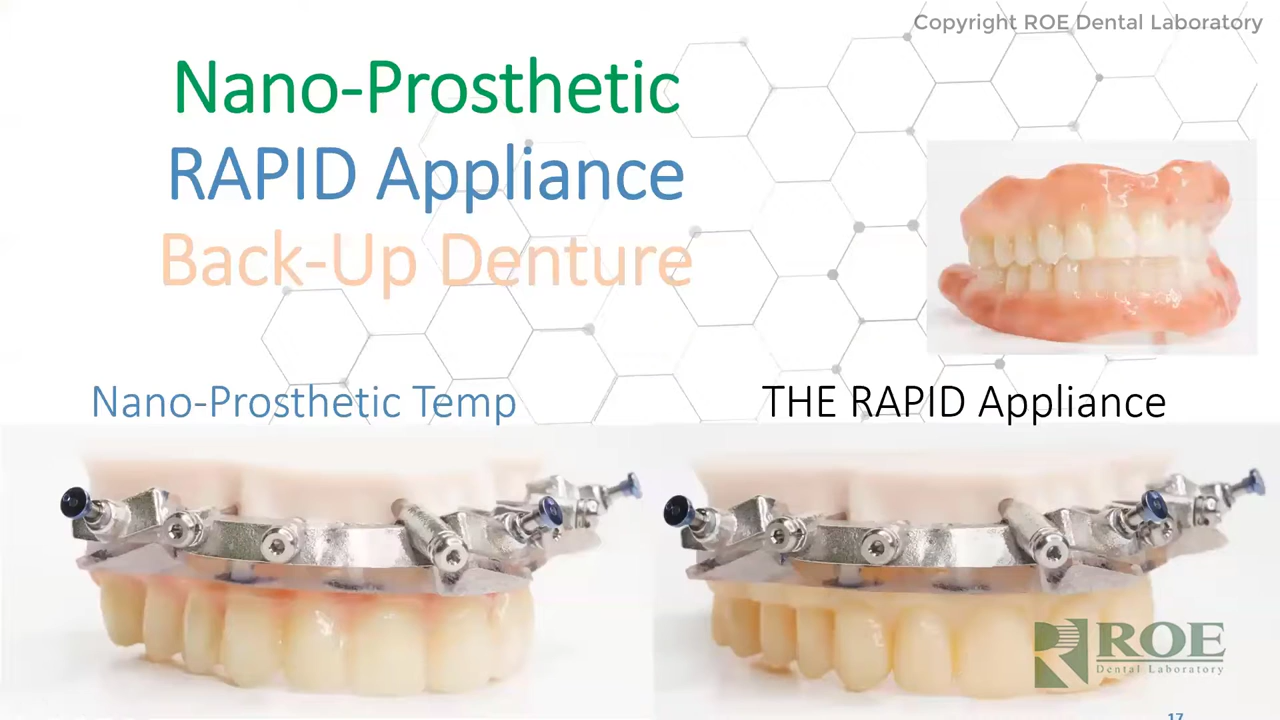 Copyright ROE Dental Laboratory
Nano-Prosthetic
RAPID Appliance
Back-Up Denture
Nano-Prosthetic Temp
THE RAPID Appliance
ROE
Dental Laboratory
17